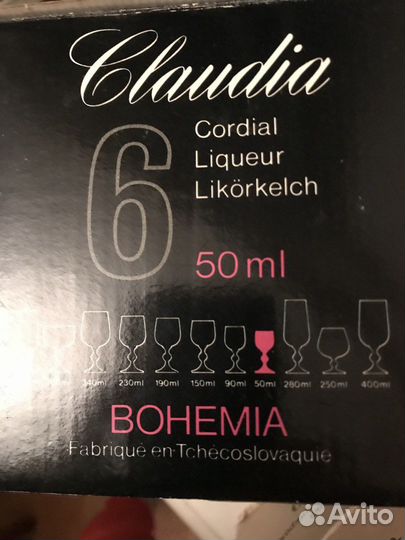 Claudia
6
Cordial
Liqueur
Likörkelch
50 ml
340ml 230ml 190ml 150ml 90ml 50ml 280ml 250ml 400ml
BOHEMIA
Fabriqué en Tchécoslovaquie
Avito